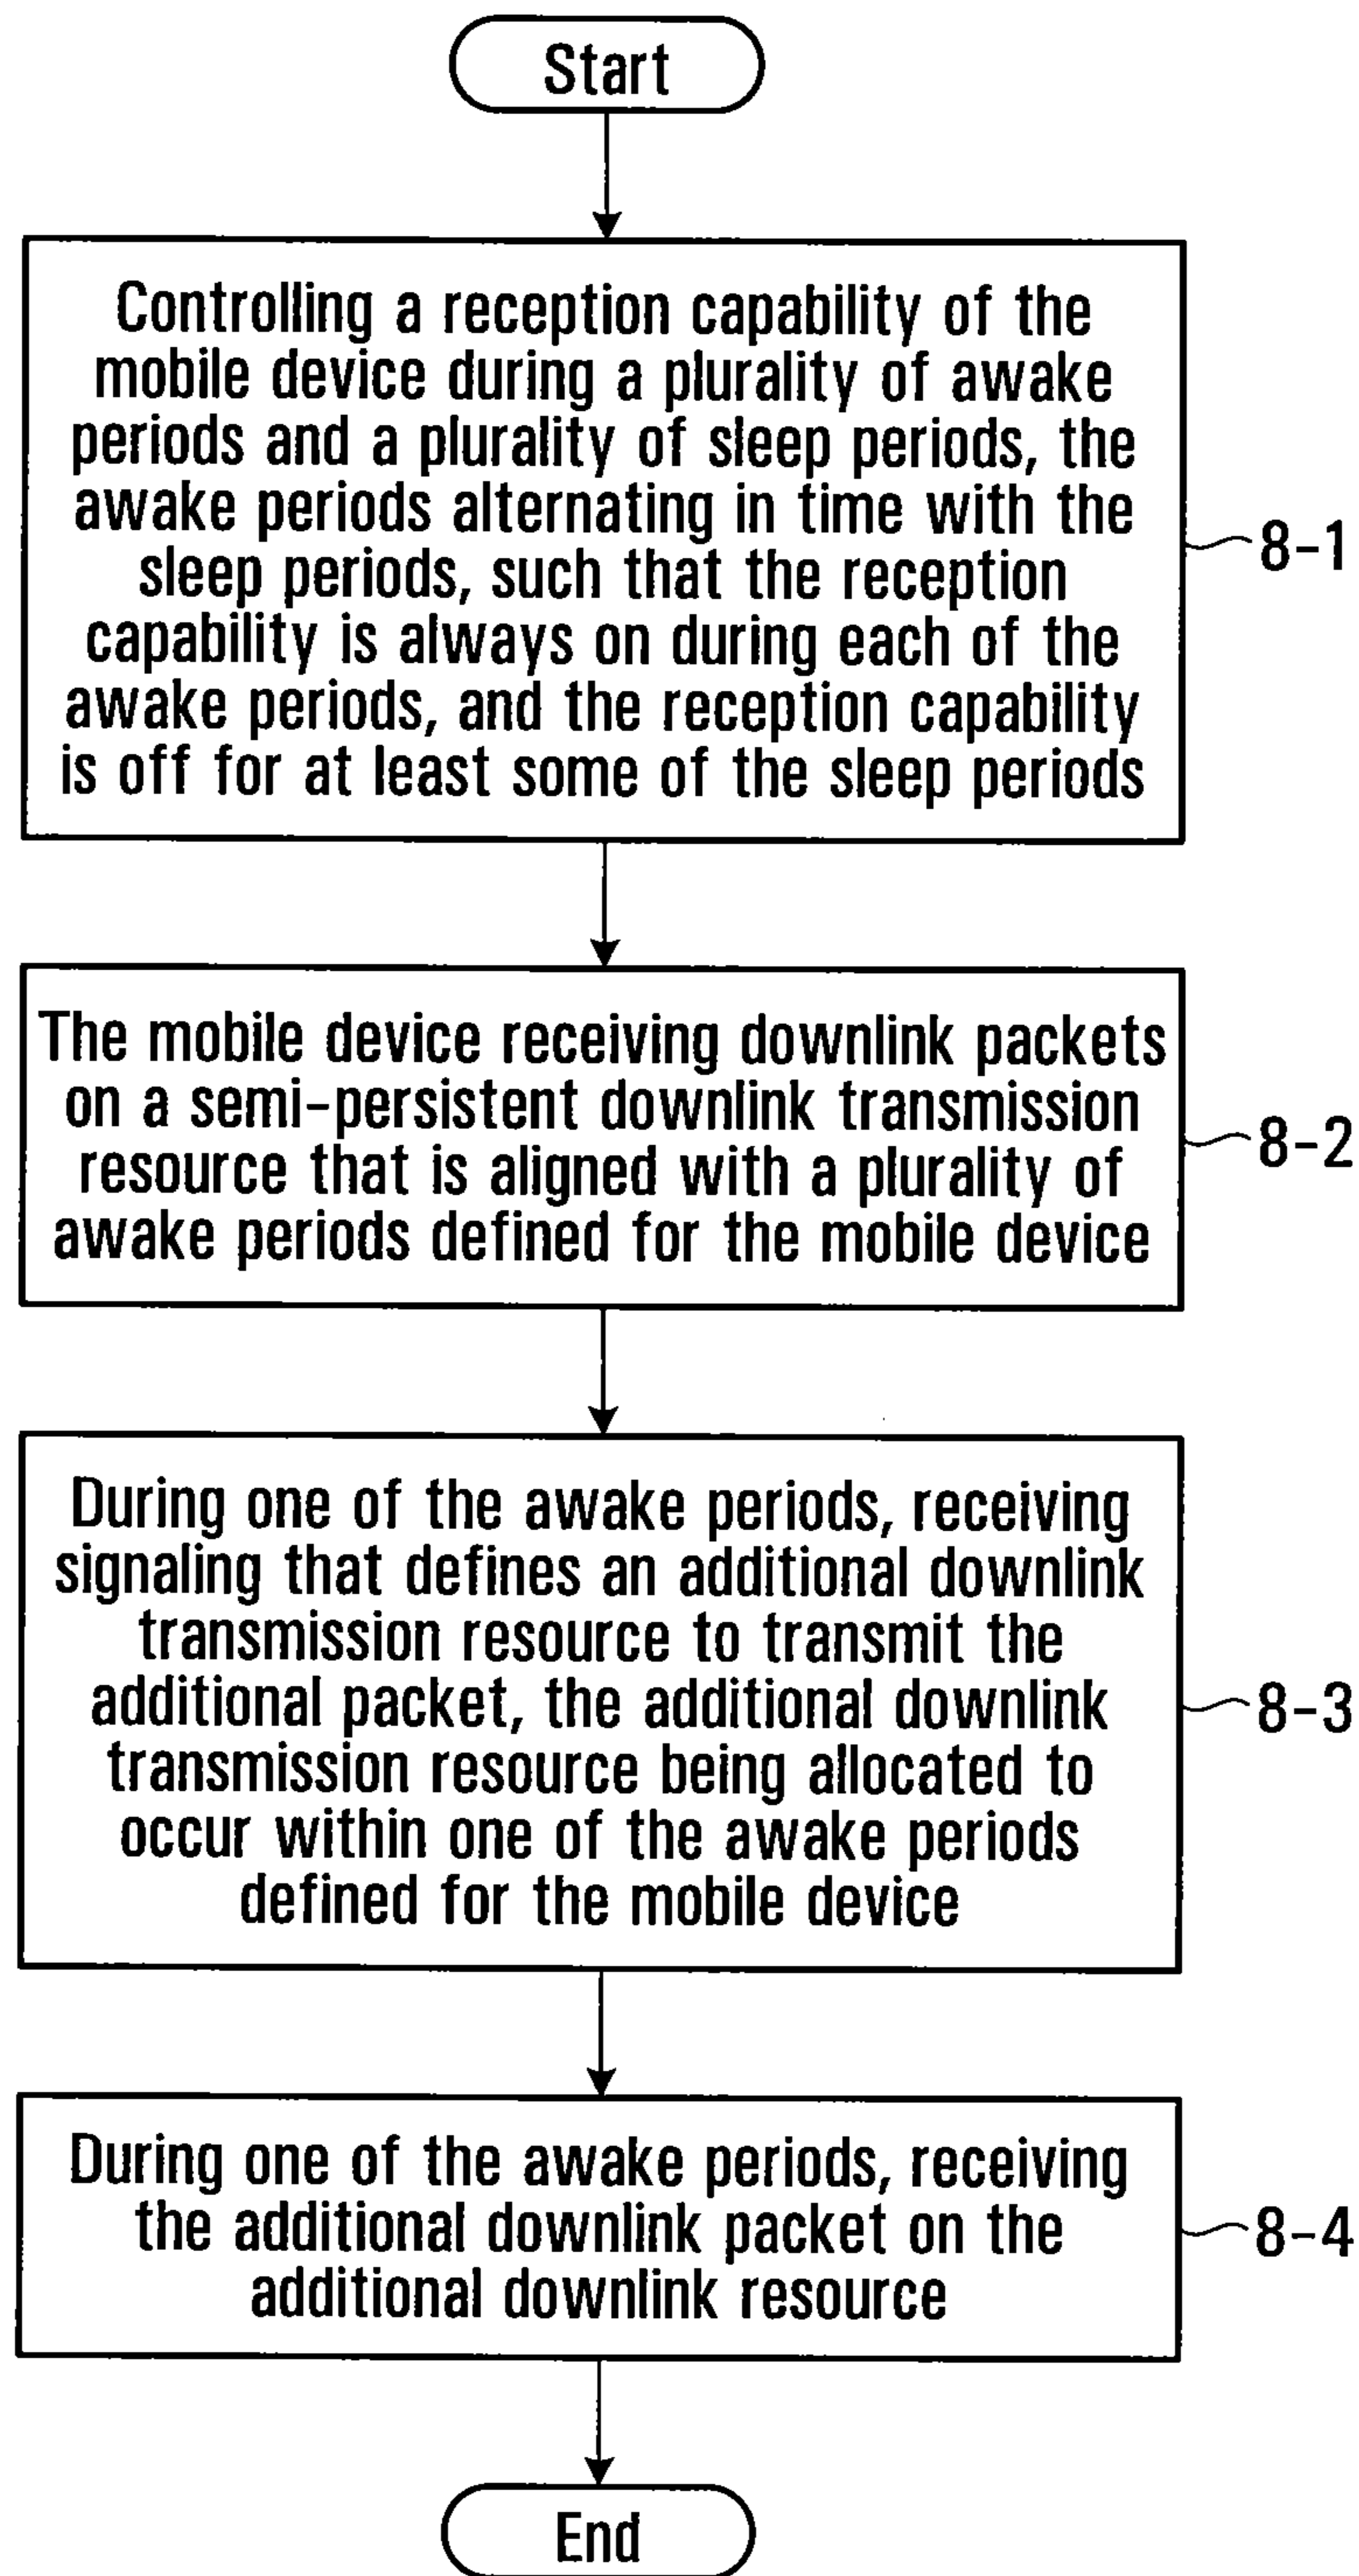 Start
Controlling a reception capability of the
mobile device during a plurality of awake
periods and a plurality of sleep periods, the
awake periods alternating in time with the
sleep periods, such that the reception
capability is always on during each of the
awake periods, and the reception capability
is off for at least some of the sleep periods
8-1
The mobile device receiving downlink packets
on a semi-persistent downlink transmission
resource that is aligned with a plurality of
awake periods defined for the mobile device
8-2
During one of the awake periods, receiving
signaling that defines an additional downlink
transmission resource to transmit the
additional packet, the additional downlink
transmission resource being allocated to
occur within one of the awake periods
defined for the mobile device
8-3
During one of the awake periods, receiving
the additional downlink packet on the
additional downlink resource
8-4
End